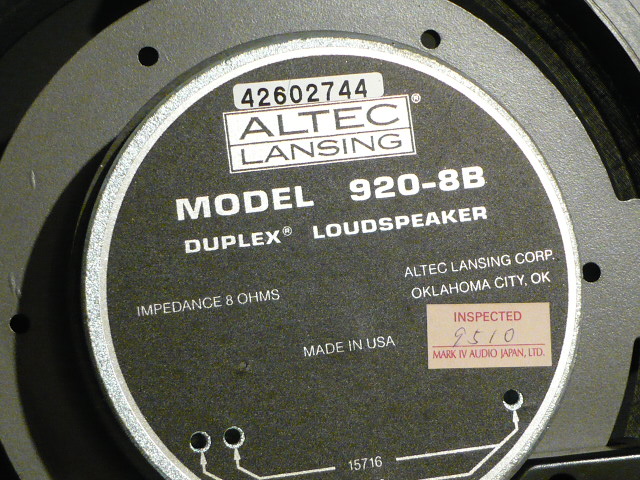 42602744
ALTEC®
LANSING
MODEL 920-8B
DUPLEX® LOUDSPEAKER
ALTEC LANSING CORP.
OKLAHOMA CITY, OK
IMPEDANCE 8 OHMS
INSPECTED
9510
MARK IV AUDIO JAPAN, LTD.
MADE IN USA
15716